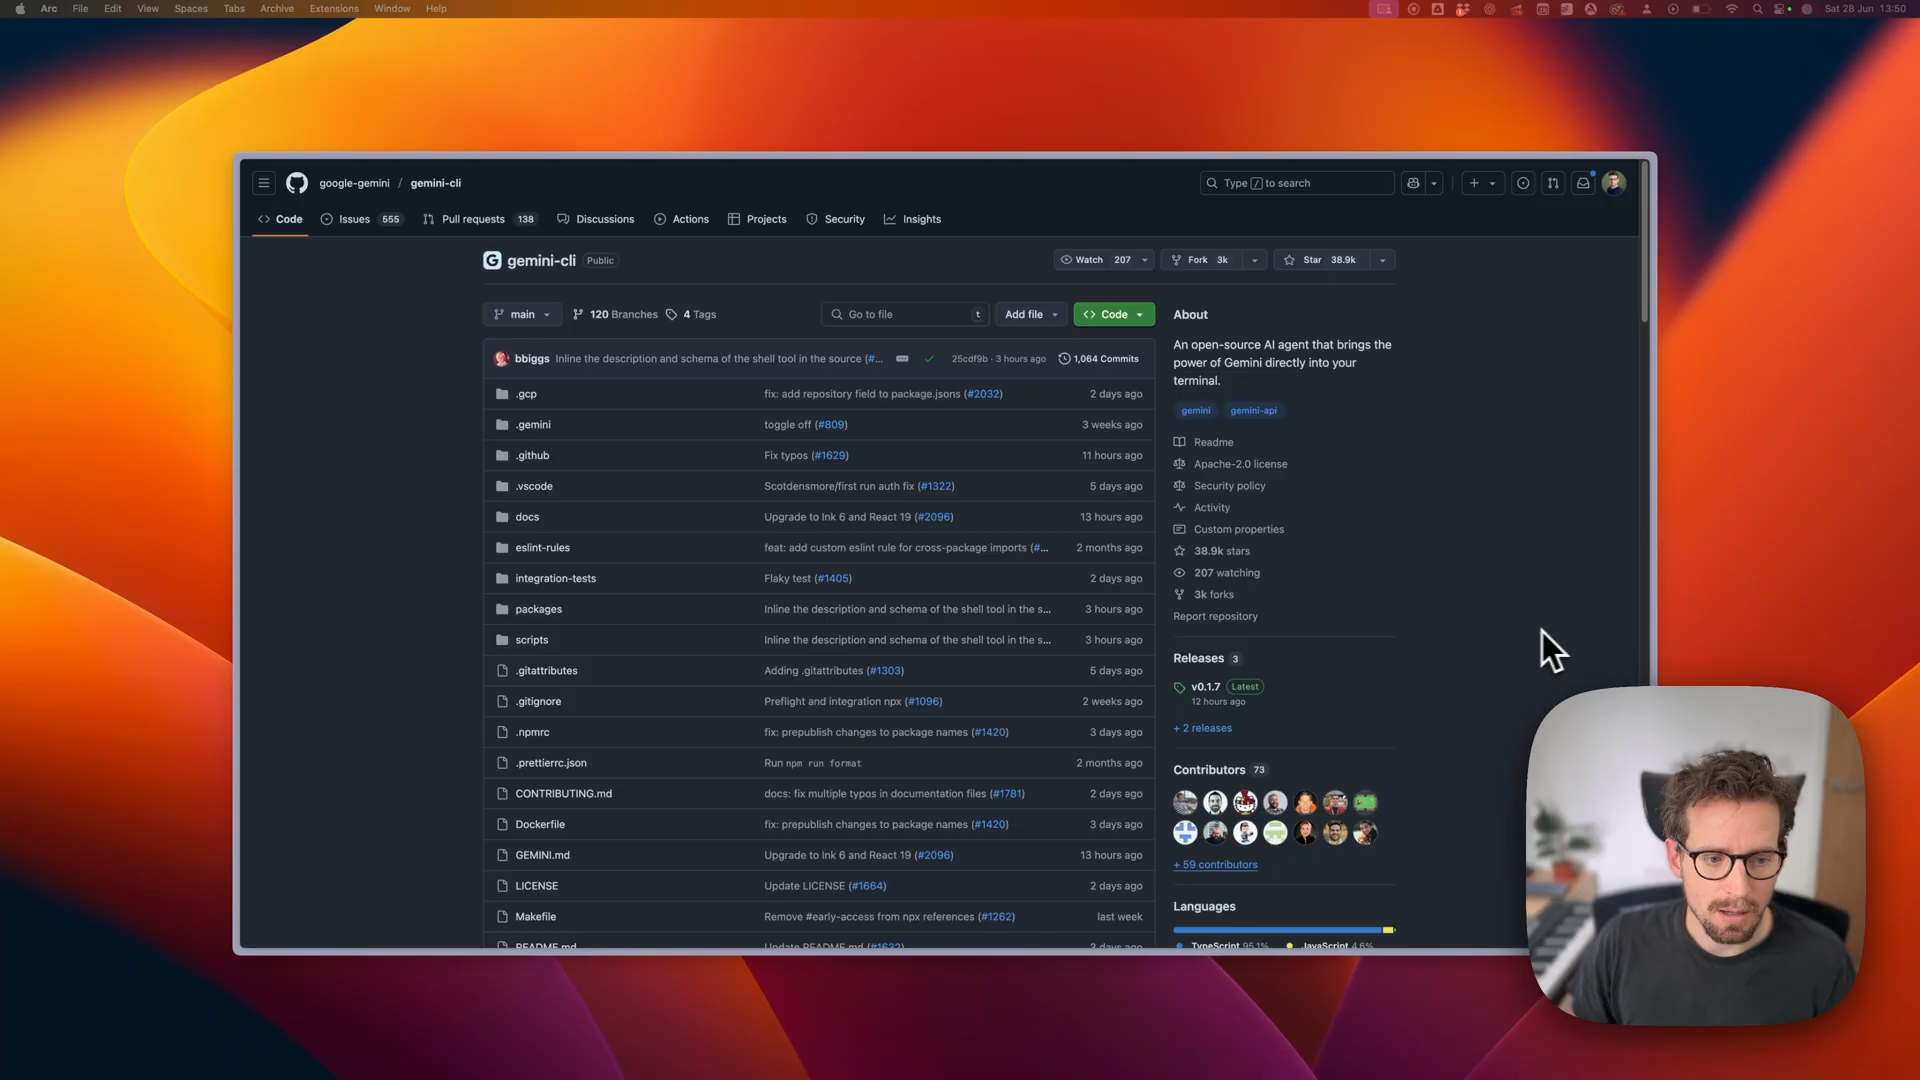 Arc File Edit View Spaces Tabs Archive Extensions Window Help
Sat 28 Jun 13:50
google-gemini / gemini-cli
Type / to search
Code Issues 555 Pull requests 138 Discussions Actions Projects Security Insights
gemini-cli Public
Watch 207 Fork 3k Star 38.9k
main 120 Branches 4 Tags Go to file t Add file Code
bbiggs Inline the description and schema of the shell tool in the source (#... 25cdf9b · 3 hours ago 1,064 Commits
.gcp fix: add repository field to package.jsons (#2032) 2 days ago
.gemini toggle off (#809) 3 weeks ago
.github Fix typos (#1629) 11 hours ago
.vscode Scotdensmore/first run auth fix (#1322) 5 days ago
docs Upgrade to Ink 6 and React 19 (#2096) 13 hours ago
eslint-rules feat: add custom eslint rule for cross-package imports (#... 2 months ago
integration-tests Flaky test (#1405) 2 days ago
packages Inline the description and schema of the shell tool in the s... 3 hours ago
scripts Inline the description and schema of the shell tool in the s... 3 hours ago
.gitattributes Adding .gitattributes (#1303) 5 days ago
.gitignore Preflight and integration npx (#1096) 2 weeks ago
.npmrc fix: prepublish changes to package names (#1420) 3 days ago
.prettierrc.json Run npm run format 2 months ago
CONTRIBUTING.md docs: fix multiple typos in documentation files (#1781) 2 days ago
Dockerfile fix: prepublish changes to package names (#1420) 3 days ago
GEMINI.md Upgrade to Ink 6 and React 19 (#2096) 13 hours ago
LICENSE Update LICENSE (#1664) 2 days ago
Makefile Remove #early-access from npx references (#1262) last week
README.md Update README.md (#1632) 3 days ago
About
An open-source AI agent that brings the
power of Gemini directly into your
terminal.
gemini gemini-api
Readme
Apache-2.0 license
Security policy
Activity
Custom properties
38.9k stars
207 watching
3k forks
Report repository
Releases 3
v0.1.7 Latest
12 hours ago
+ 2 releases
Contributors 73
+ 59 contributors
Languages
TypeScript 95.1% JavaScript 4.6%